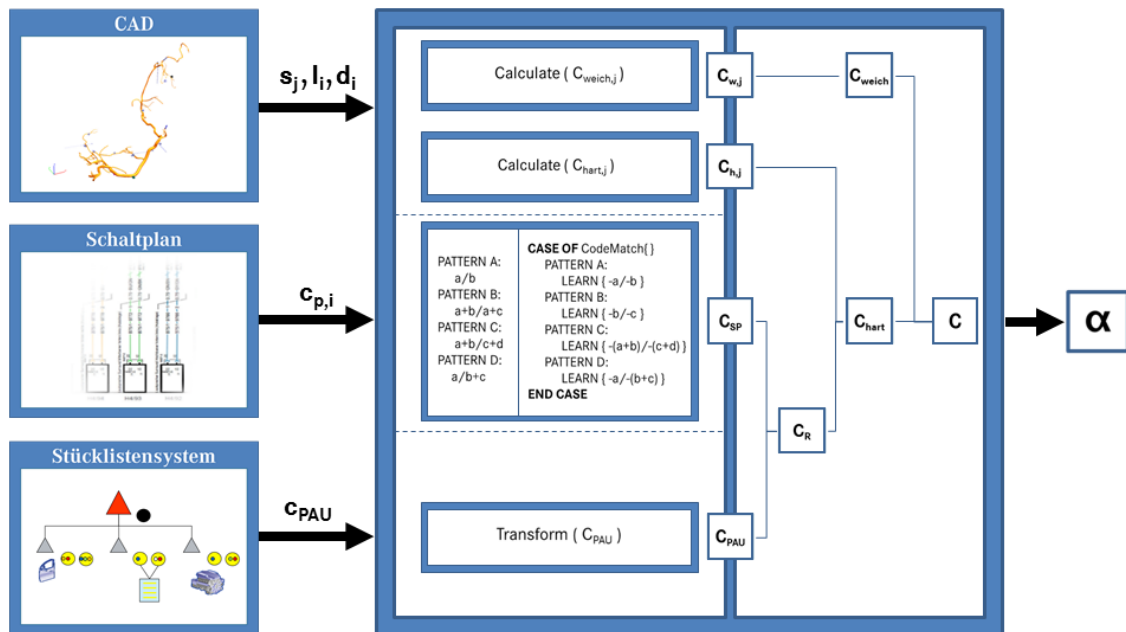 CAD
s_j, l_i, d_i
Calculate ( C_weich,j )
C_w,j
C_weich
Calculate ( C_hart,j )
C_h,j
Schaltplan
c_p,i
PATTERN A:
a/b
PATTERN B:
a+b/a+c
PATTERN C:
a+b/c+d
PATTERN D:
a/b+c
CASE OF CodeMatch{ }
PATTERN A:
LEARN { -a/-b }
PATTERN B:
LEARN { -b/-c }
PATTERN C:
LEARN { -(a+b)/-(c+d) }
PATTERN D:
LEARN { -a/-(b+c) }
END CASE
C_SP
C_hart
C
α
C_R
Stücklistensystem
c_PAU
Transform ( C_PAU )
C_PAU